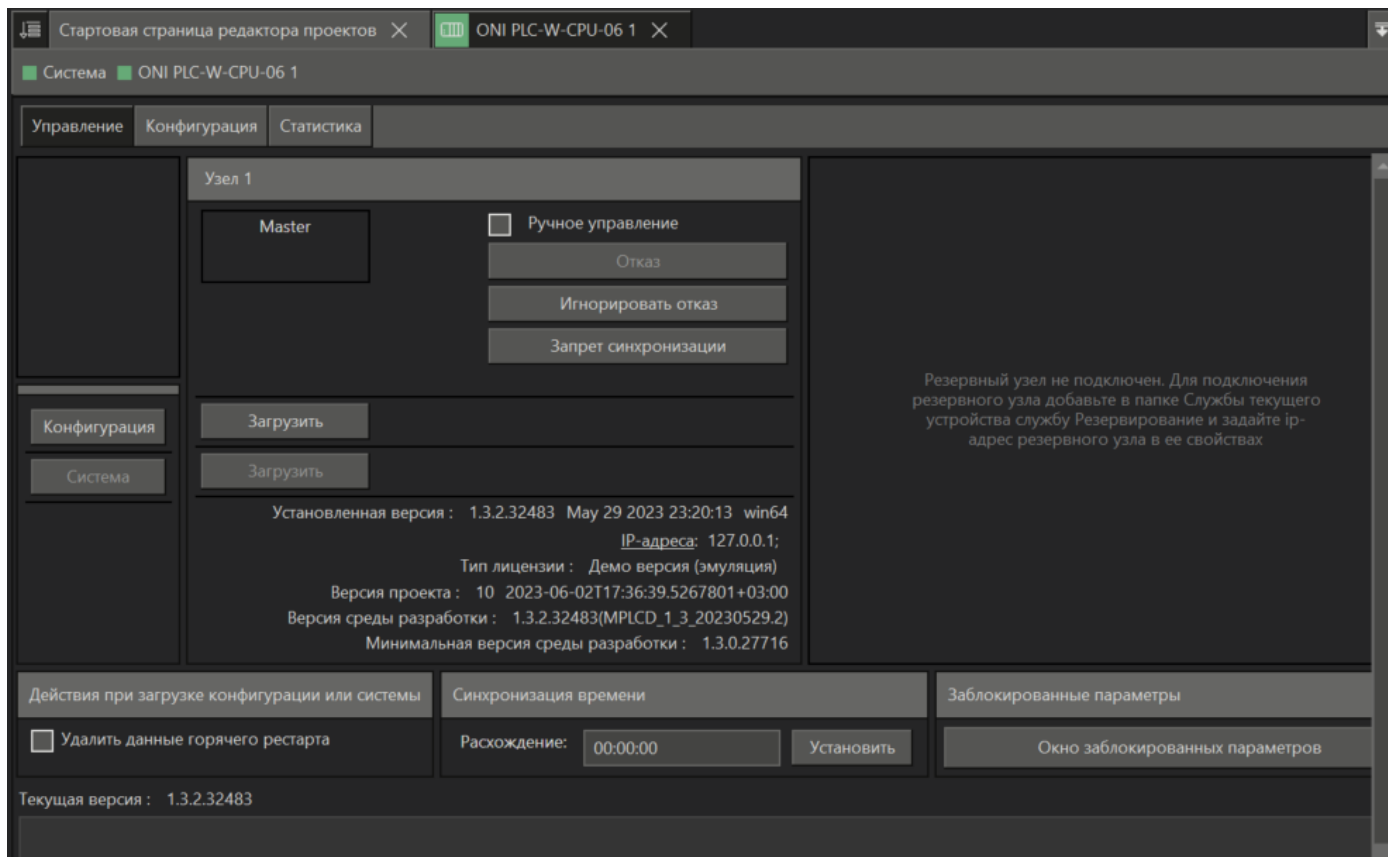 Стартовая страница редактора проектов
ONI PLC-W-CPU-06 1
Система ONI PLC-W-CPU-06 1
Управление Конфигурация Статистика
Узел 1
Master
Ручное управление
Отказ
Игнорировать отказ
Запрет синхронизации
Конфигурация
Загрузить
Система
Загрузить
Установленная версия : 1.3.2.32483 May 29 2023 23:20:13 win64
IP-адреса: 127.0.0.1;
Тип лицензии : Демо версия (эмуляция)
Версия проекта : 10 2023-06-02T17:36:39.5267801+03:00
Версия среды разработки : 1.3.2.32483(MPLCD_1_3_20230529.2)
Минимальная версия среды разработки : 1.3.0.27716
Резервный узел не подключен. Для подключения
резервного узла добавьте в папке Службы текущего
устройства службу Резервирование и задайте ip-
адрес резервного узла в ее свойствах
Действия при загрузке конфигурации или системы
Удалить данные горячего рестарта
Синхронизация времени
Расхождение: 00:00:00 Установить
Заблокированные параметры
Окно заблокированных параметров
Текущая версия : 1.3.2.32483